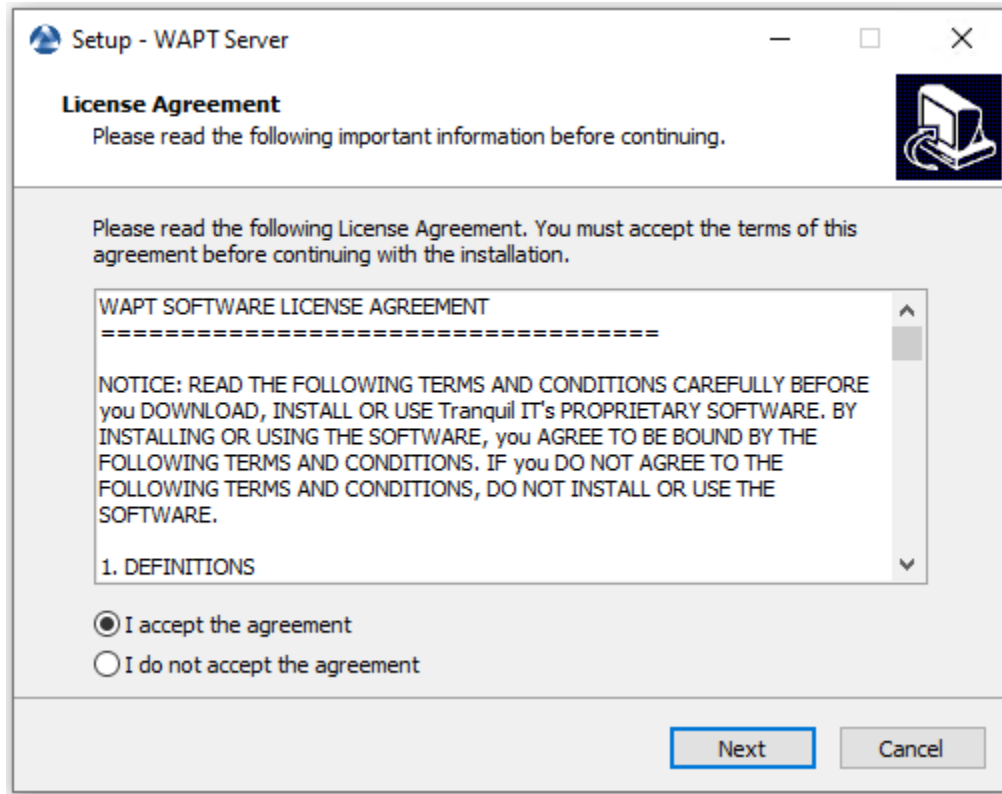 Setup - WAPT Server
License Agreement
Please read the following important information before continuing.
Please read the following License Agreement. You must accept the terms of this
agreement before continuing with the installation.
WAPT SOFTWARE LICENSE AGREEMENT
===================================
NOTICE: READ THE FOLLOWING TERMS AND CONDITIONS CAREFULLY BEFORE
you DOWNLOAD, INSTALL OR USE Tranquil IT's PROPRIETARY SOFTWARE. BY
INSTALLING OR USING THE SOFTWARE, you AGREE TO BE BOUND BY THE
FOLLOWING TERMS AND CONDITIONS. IF you DO NOT AGREE TO THE
FOLLOWING TERMS AND CONDITIONS, DO NOT INSTALL OR USE THE
SOFTWARE.
1. DEFINITIONS
I accept the agreement
I do not accept the agreement
Next
Cancel